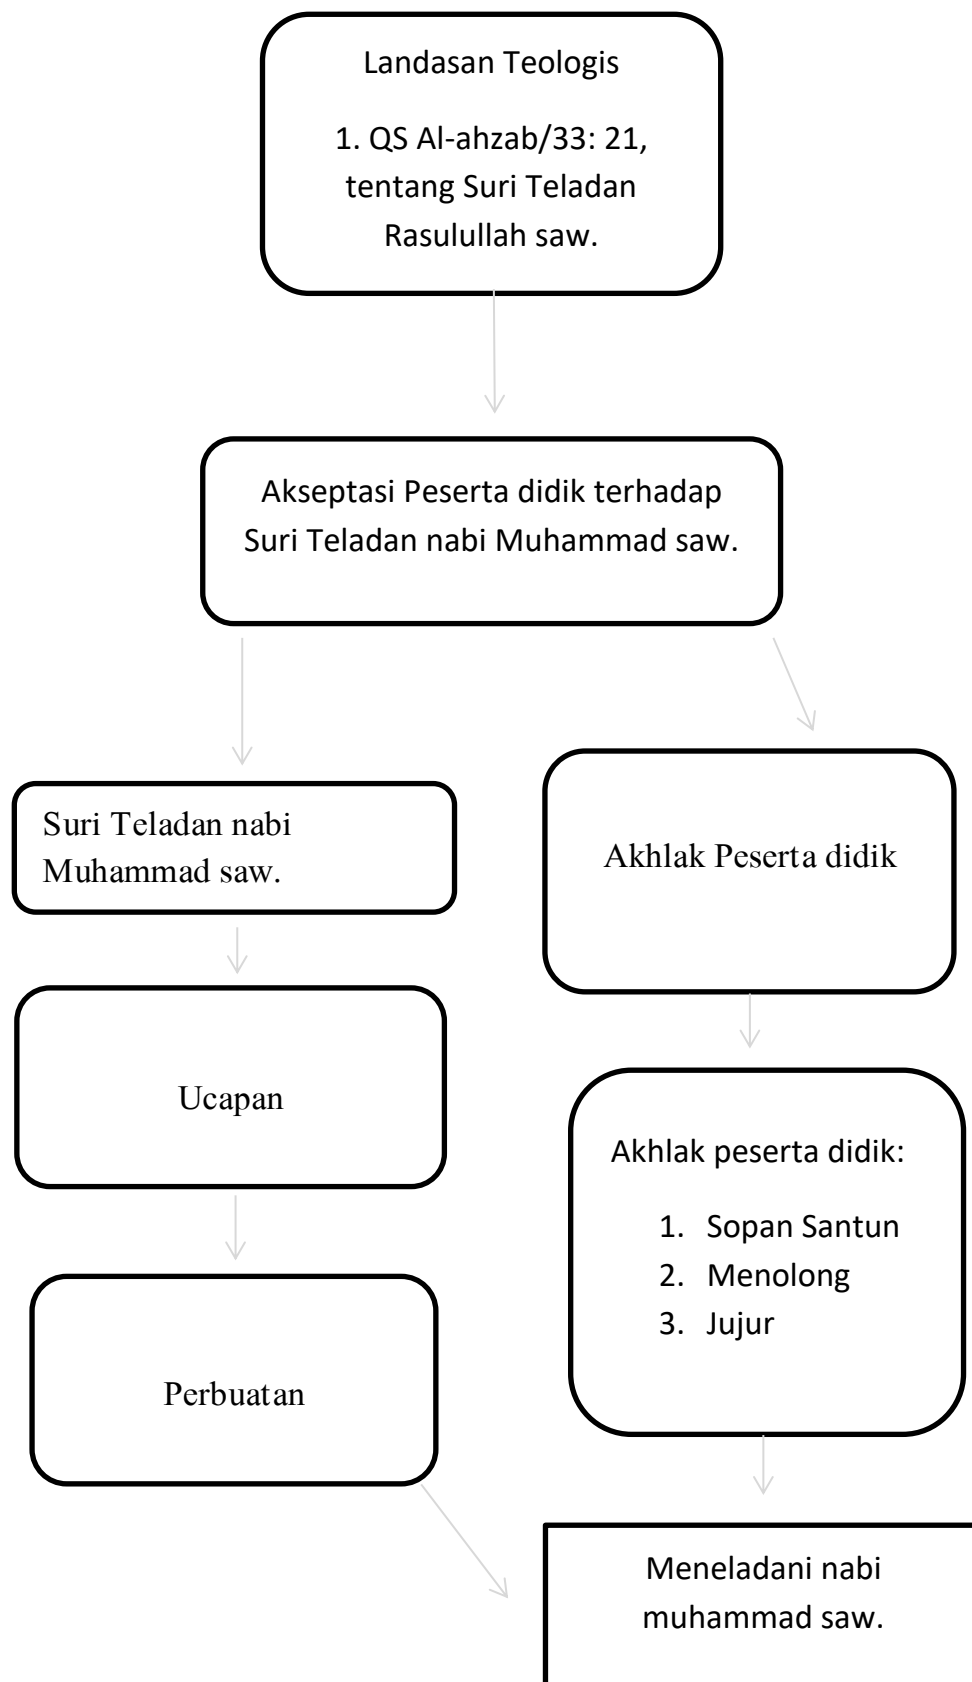 Landasan Teologis
1. QS Al-ahzab/33: 21,
tentang Suri Teladan
Rasulullah saw.
Akseptasi Peserta didik terhadap
Suri Teladan nabi Muhammad saw.
Suri Teladan nabi
Muhammad saw.
Ucapan
Perbuatan
Akhlak Peserta didik
Akhlak peserta didik:
1. Sopan Santun
2. Menolong
3. Jujur
Meneladani nabi
muhammad saw.